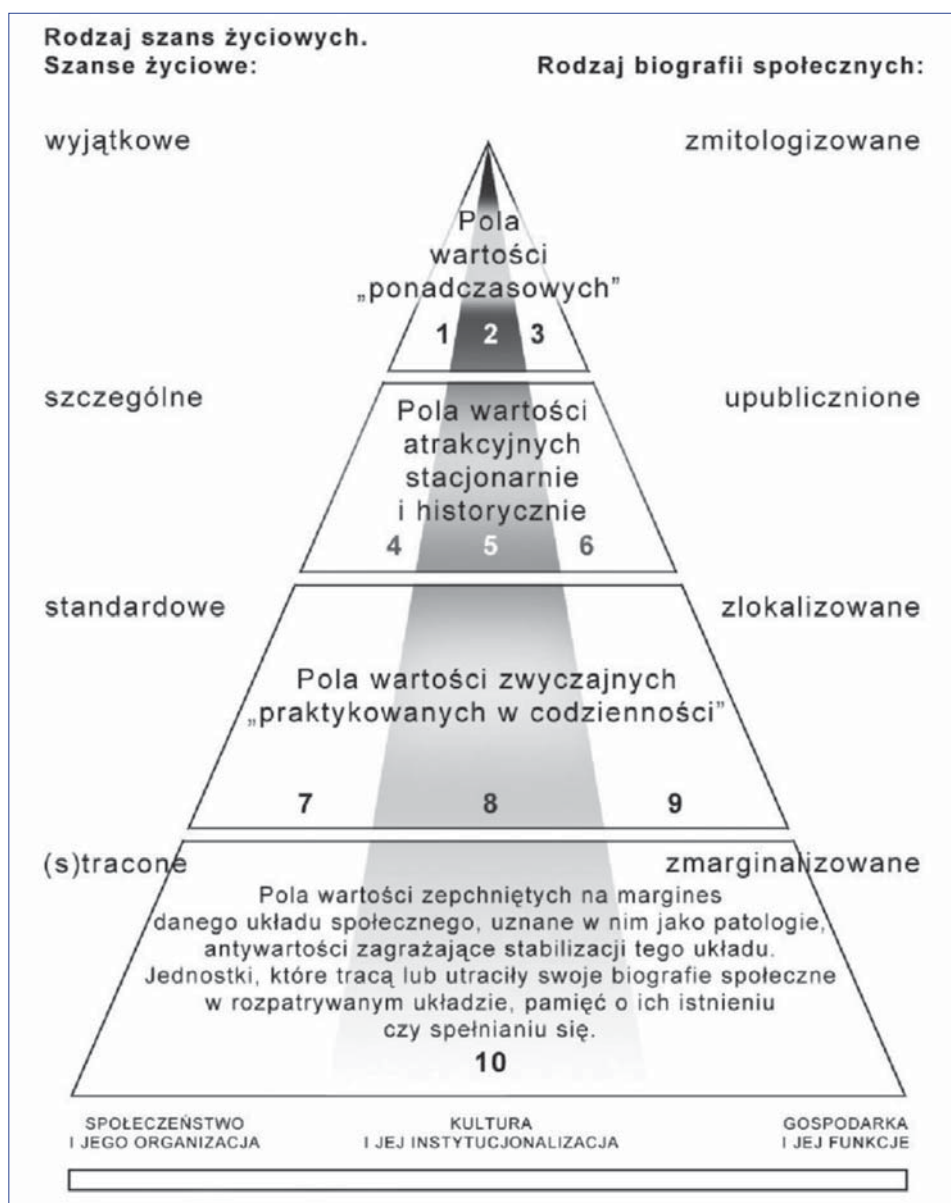 Rodzaj szans życiowych.
Szanse życiowe:
Rodzaj biografii społecznych:
wyjątkowe
zmitologizowane
Pola
wartości
„ponadczasowych”
1 2 3
szczególne
upublicznione
Pola wartości
atrakcyjnych
stacjonarnie
i historycznie
4 5 6
standardowe
zlokalizowane
Pola wartości zwyczajnych
„praktykowanych w codzienności”
7 8 9
(s)tracone
zmarginalizowane
Pola wartości zepchniętych na margines
danego układu społecznego, uznane w nim jako patologie,
antywartości zagrażające stabilizacji tego układu.
Jednostki, które tracą lub utraciły swoje biografie społeczne
w rozpatrywanym układzie, pamięć o ich istnieniu
czy spełnianiu się.
10
SPOŁECZEŃSTWO
I JEGO ORGANIZACJA
KULTURA
I JEJ INSTYTUCJONALIZACJA
GOSPODARKA
I JEJ FUNKCJE